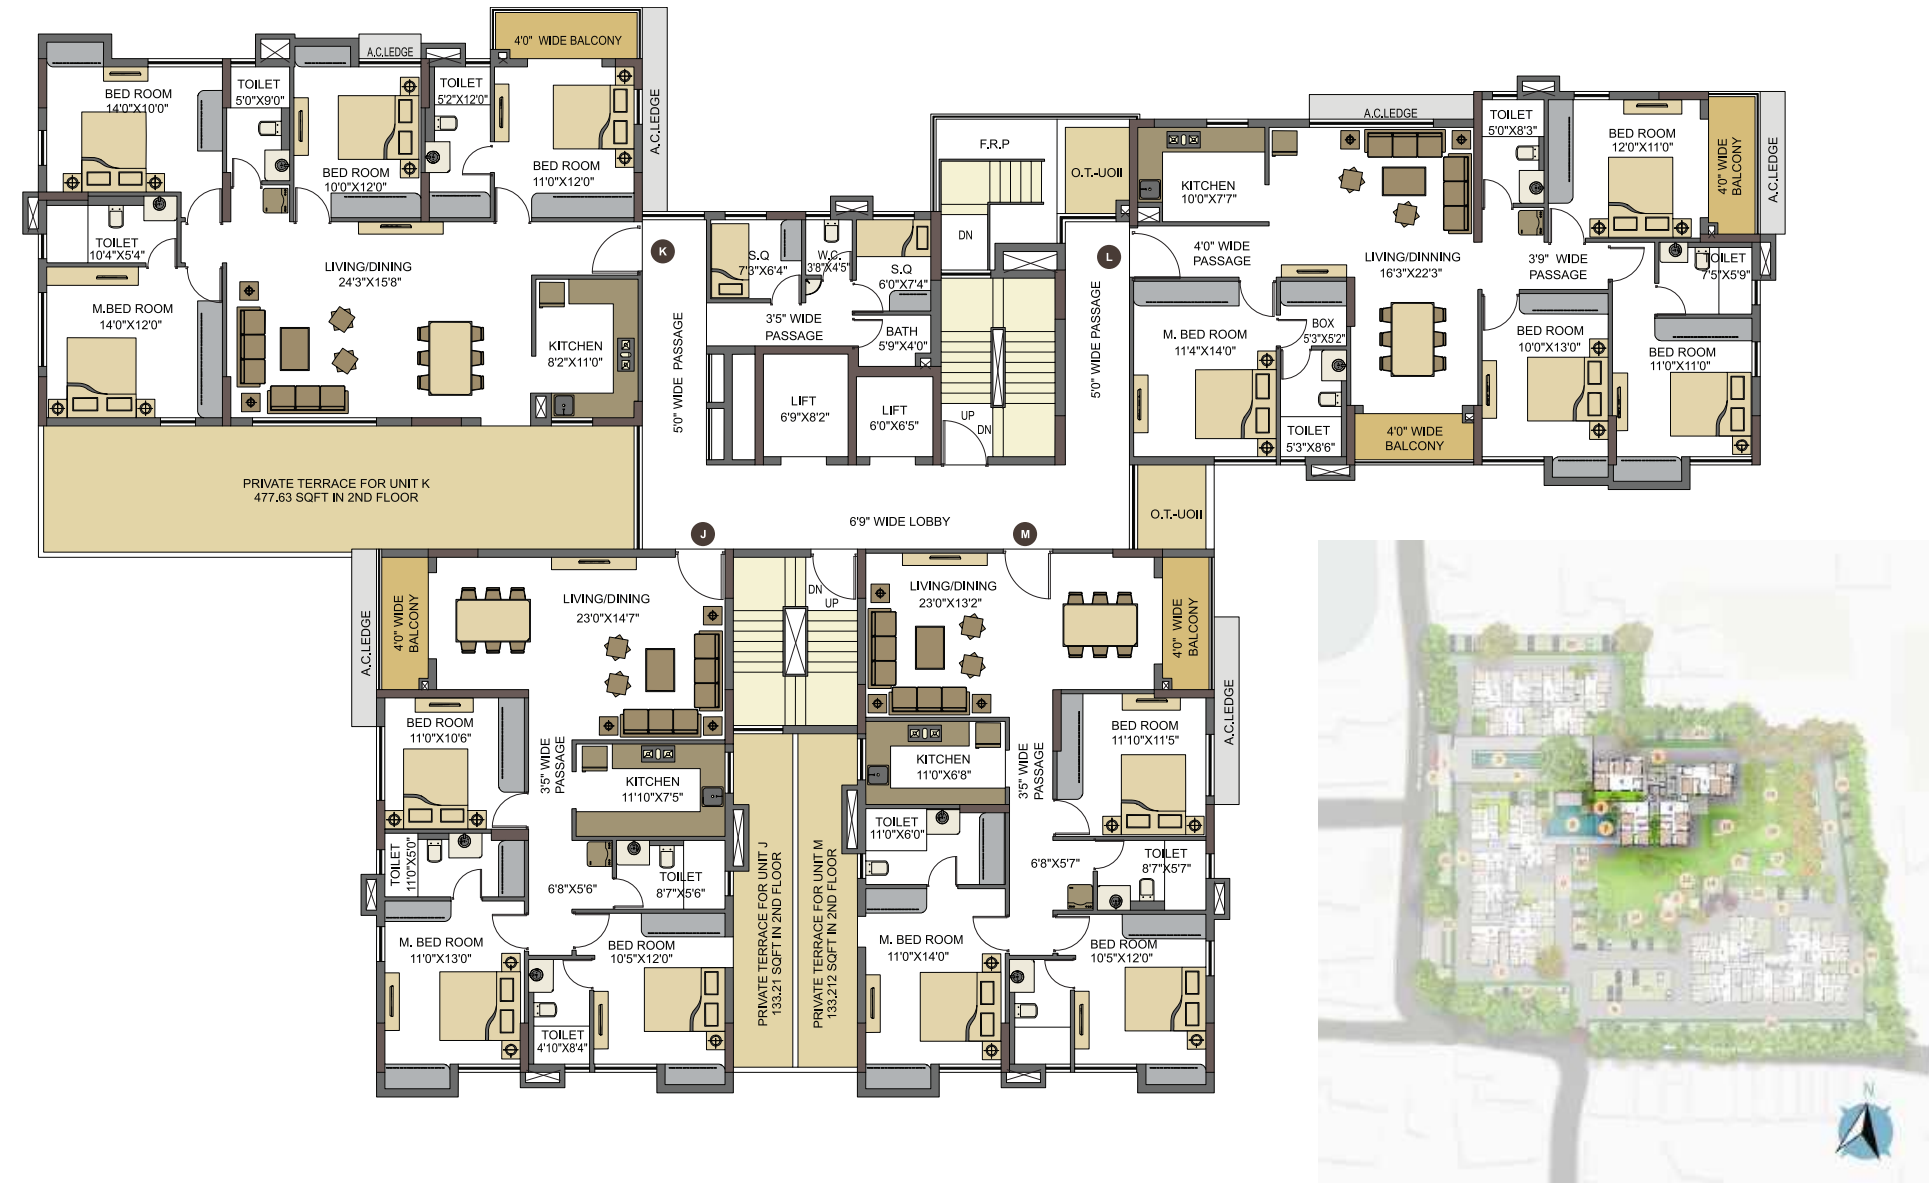 4'0" WIDE BALCONY
A.C.LEDGE
A.C.LEDGE
BED ROOM
14'0"X10'0"
TOILET
5'0"X9'0"
BED ROOM
10'0"X12'0"
TOILET
5'2"X12'0"
BED ROOM
11'0"X12'0"
TOILET
10'4"X5'4"
M.BED ROOM
14'0"X12'0"
LIVING/DINING
24'3"X15'8"
KITCHEN
8'2"X11'0"
K
PRIVATE TERRACE FOR UNIT K
477.63 SQFT IN 2ND FLOOR
5'0" WIDE PASSAGE
S.Q
7'3"X6'4"
W.C.
3'8"X4'5"
S.Q
6'0"X7'4"
3'5" WIDE
PASSAGE
BATH
5'9"X4'0"
LIFT
6'9"X8'2"
LIFT
6'0"X6'5"
F.R.P
O.T.-UOII
DN
UP
DN
L
5'0" WIDE PASSAGE
6'9" WIDE LOBBY
A.C.LEDGE
KITCHEN
10'0"X7'7"
4'0" WIDE
PASSAGE
LIVING/DINNING
16'3"X22'3"
TOILET
5'0"X8'3"
BED ROOM
12'0"X11'0"
4'0" WIDE
BALCONY
A.C.LEDGE
3'9" WIDE
PASSAGE
TOILET
7'5"X5'9"
M. BED ROOM
11'4"X14'0"
BOX
5'3"X5'2"
TOILET
5'3"X8'6"
4'0" WIDE
BALCONY
BED ROOM
10'0"X13'0"
BED ROOM
11'0"X11'0"
O.T.-UOII
J
M
A.C.LEDGE
4'0" WIDE
BALCONY
LIVING/DINING
23'0"X14'7"
DN
UP
LIVING/DINING
23'0"X13'2"
4'0" WIDE
BALCONY
A.C.LEDGE
BED ROOM
11'0"X10'6"
3'5" WIDE
PASSAGE
KITCHEN
11'10"X7'5"
KITCHEN
11'0"X6'8"
3'5" WIDE
PASSAGE
BED ROOM
11'10"X11'5"
TOILET
11'0"X5'0"
6'8"X5'6"
TOILET
8'7"X5'6"
TOILET
11'0"X6'0"
6'8"X5'7"
TOILET
8'7"X5'7"
M. BED ROOM
11'0"X13'0"
BED ROOM
10'5"X12'0"
TOILET
4'10"X8'4"
PRIVATE TERRACE FOR UNIT J
133.21 SQFT IN 2ND FLOOR
PRIVATE TERRACE FOR UNIT M
133.212 SQFT IN 2ND FLOOR
M. BED ROOM
11'0"X14'0"
BED ROOM
10'5"X12'0"
N